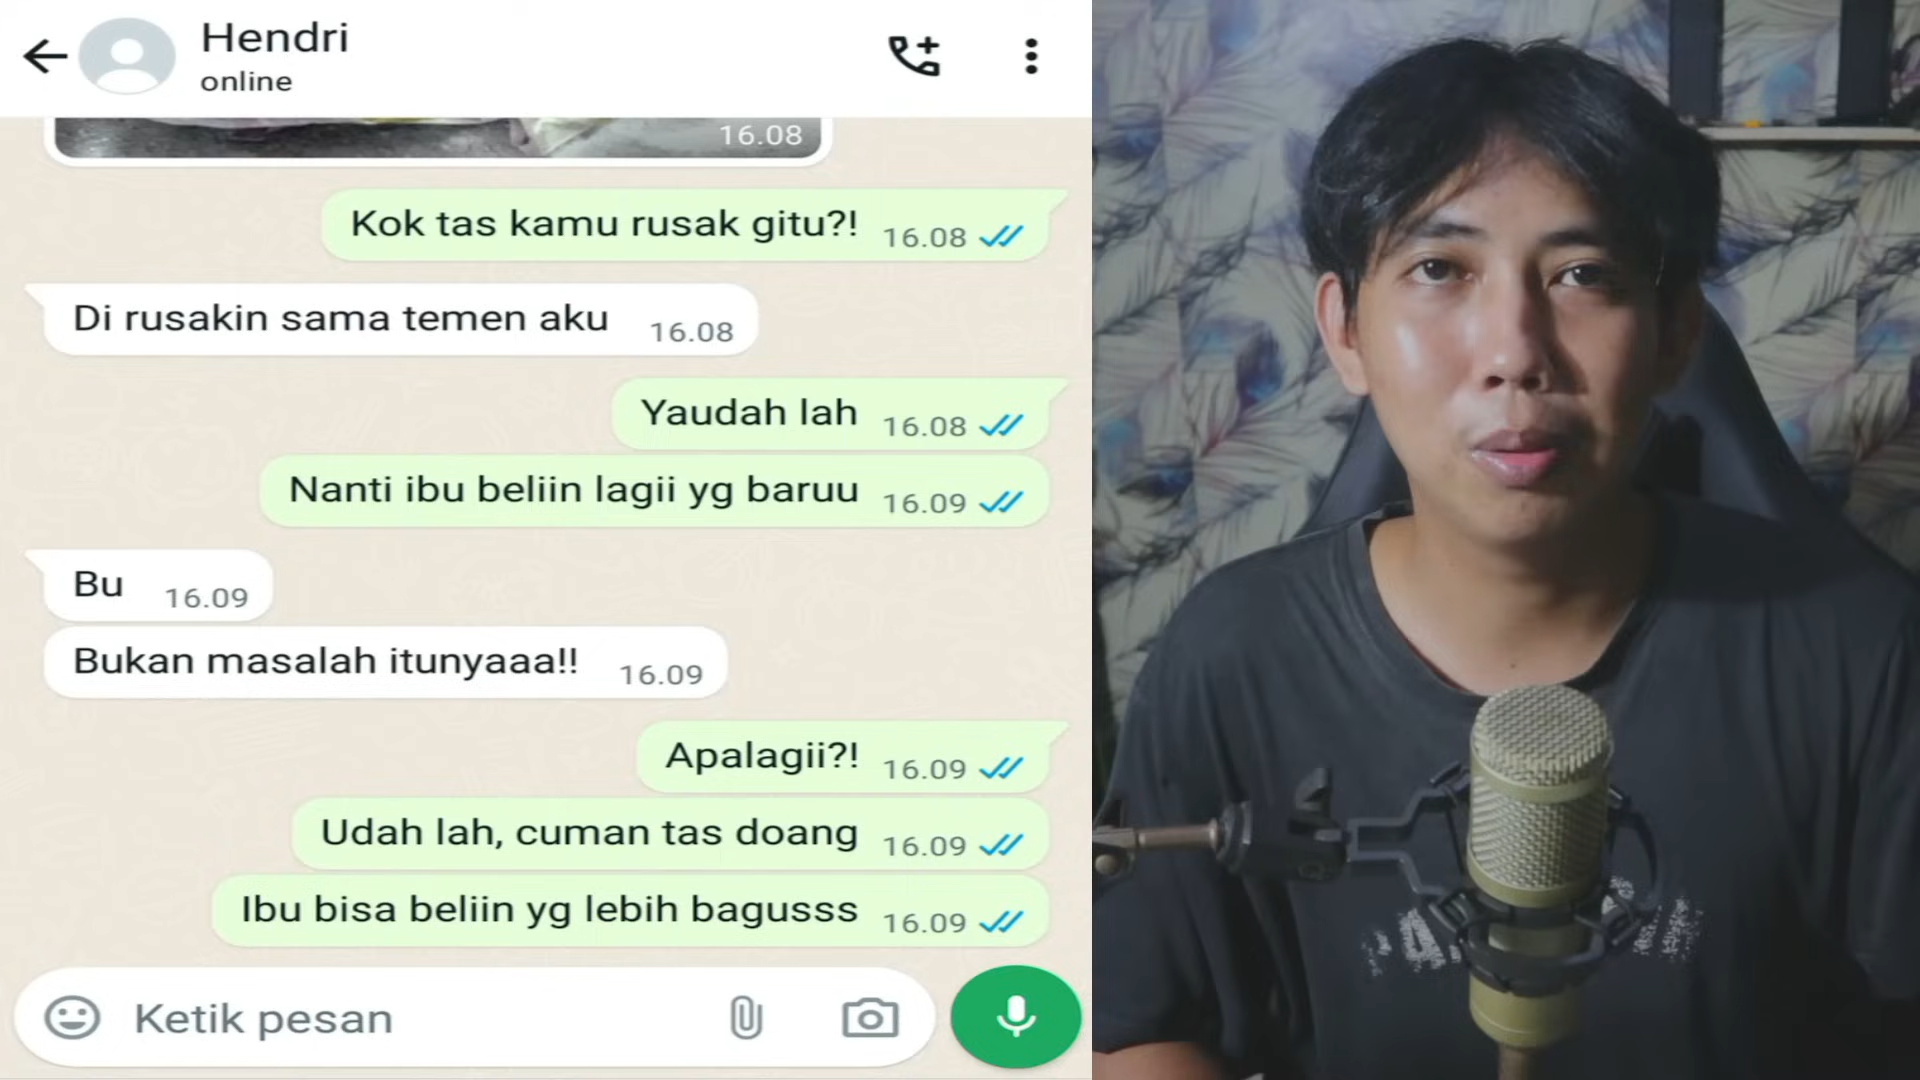 Hendri
online
16.08
Kok tas kamu rusak gitu?! 16.08
Di rusakin sama temen aku 16.08
Yaudah lah 16.08
Nanti ibu beliin lagii yg baruu 16.09
Bu 16.09
Bukan masalah itunyaaa!! 16.09
Apalagii?! 16.09
Udah lah, cuman tas doang 16.09
Ibu bisa beliin yg lebih bagusss 16.09
Ketik pesan